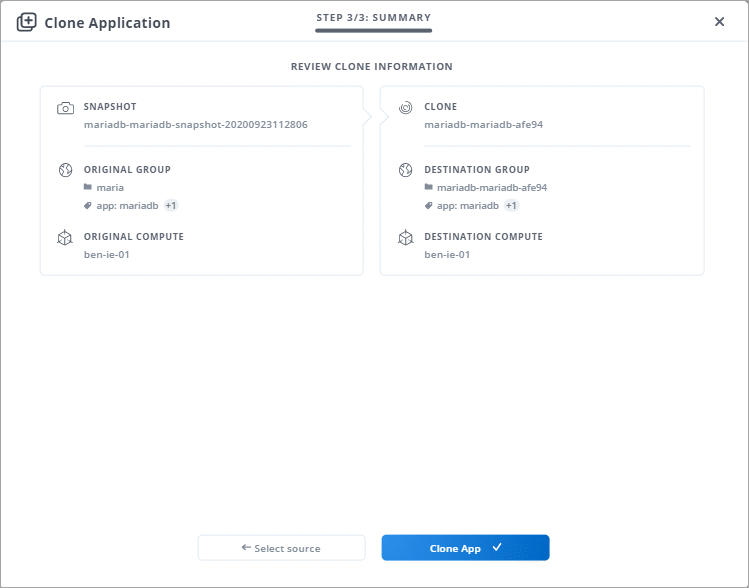 Clone Application
STEP 3/3: SUMMARY
REVIEW CLONE INFORMATION
SNAPSHOT
mariadb-mariadb-snapshot-20200923112806
ORIGINAL GROUP
maria
app: mariadb +1
ORIGINAL COMPUTE
ben-ie-01
CLONE
mariadb-mariadb-afe94
DESTINATION GROUP
mariadb-mariadb-afe94
app: mariadb +1
DESTINATION COMPUTE
ben-ie-01
Select source
Clone App